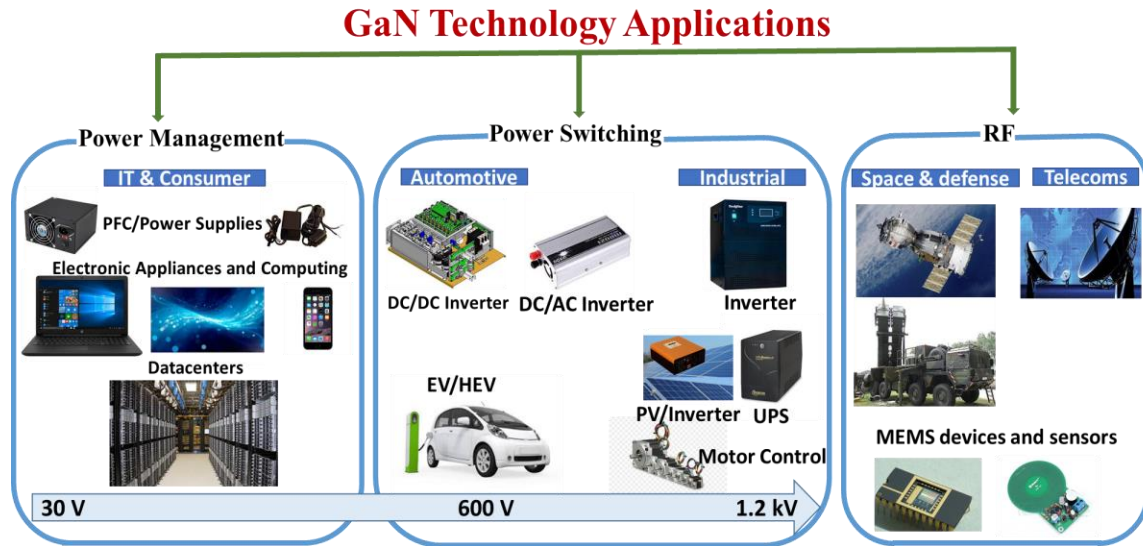 GaN Technology Applications
Power Management
IT & Consumer
PFC/Power Supplies
Electronic Appliances and Computing
Datacenters
30 V
Power Switching
Automotive
Industrial
DC/DC Inverter
DC/AC Inverter
Inverter
EV/HEV
PV/Inverter
UPS
Motor Control
600 V
1.2 kV
RF
Space & defense
Telecoms
MEMS devices and sensors